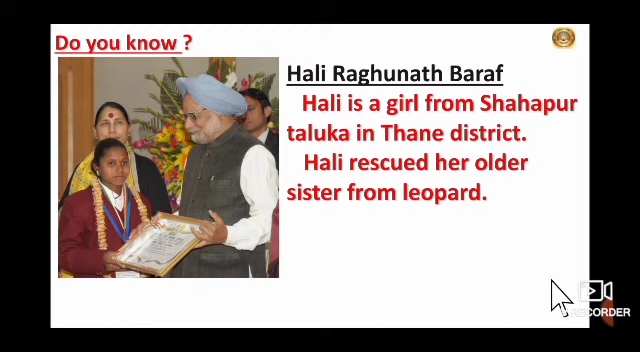 Do you know ?
Hali Raghunath Baraf
Hali is a girl from Shahapur
taluka in Thane district.
Hali rescued her older
sister from leopard.
RECORDER